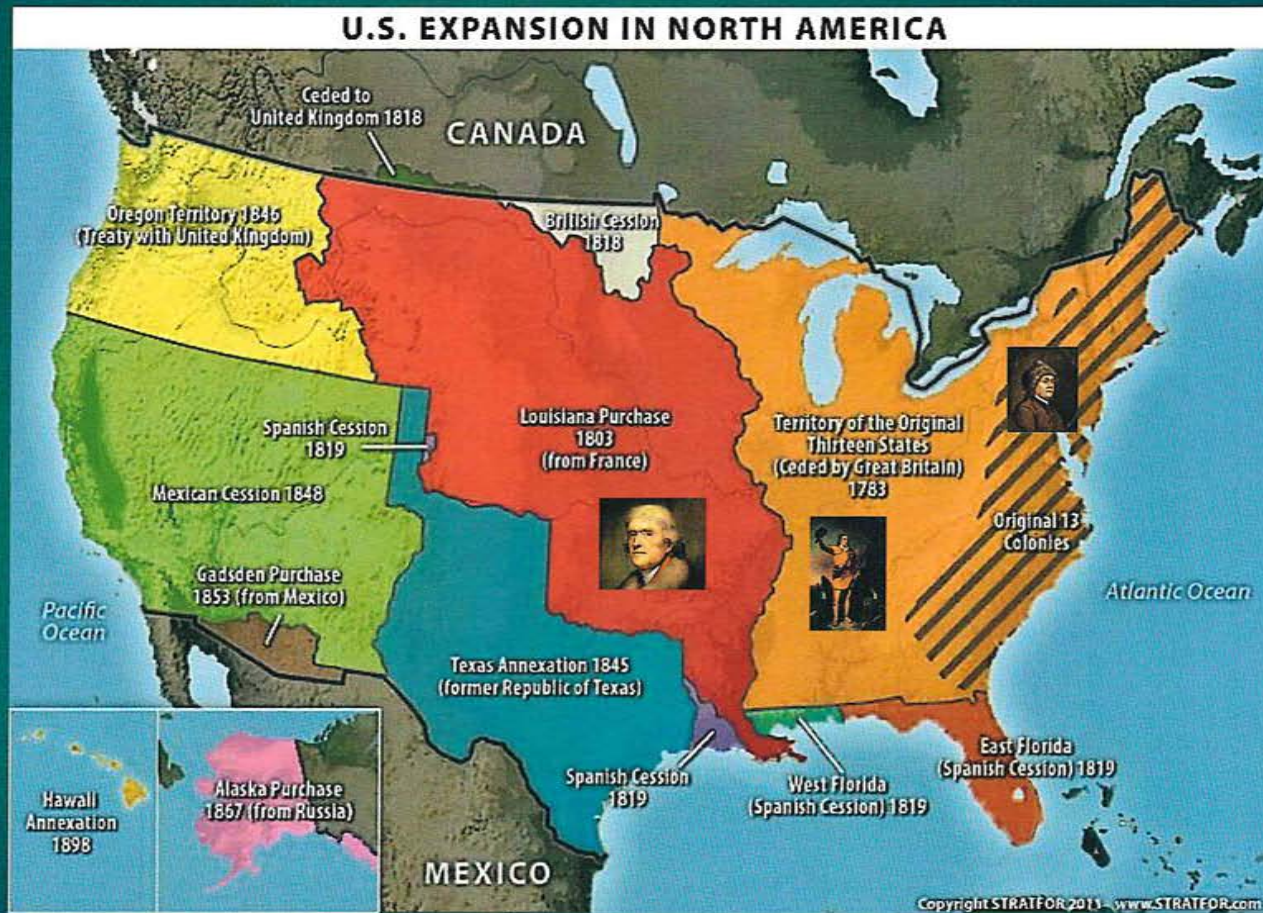 U.S. EXPANSION IN NORTH AMERICA
Ceded to
United Kingdom 1818
CANADA
Oregon Territory 1846
(Treaty with United Kingdom)
British Cession
1818
Spanish Cession
1819
Louisiana Purchase
1803
(from France)
Territory of the Original
Thirteen States
(Ceded by Great Britain)
1783
Mexican Cession 1848
Original 13
Colonies
Gadsden Purchase
1853 (from Mexico)
Pacific
Ocean
Atlantic Ocean
Texas Annexation 1845
(former Republic of Texas)
Spanish Cession
1819
West Florida
(Spanish Cession) 1819
East Florida
(Spanish Cession) 1819
Hawaii
Annexation
1898
Alaska Purchase
1867 (from Russia)
MEXICO
Copyright STRATFOR 2013 - www.STRATFOR.com